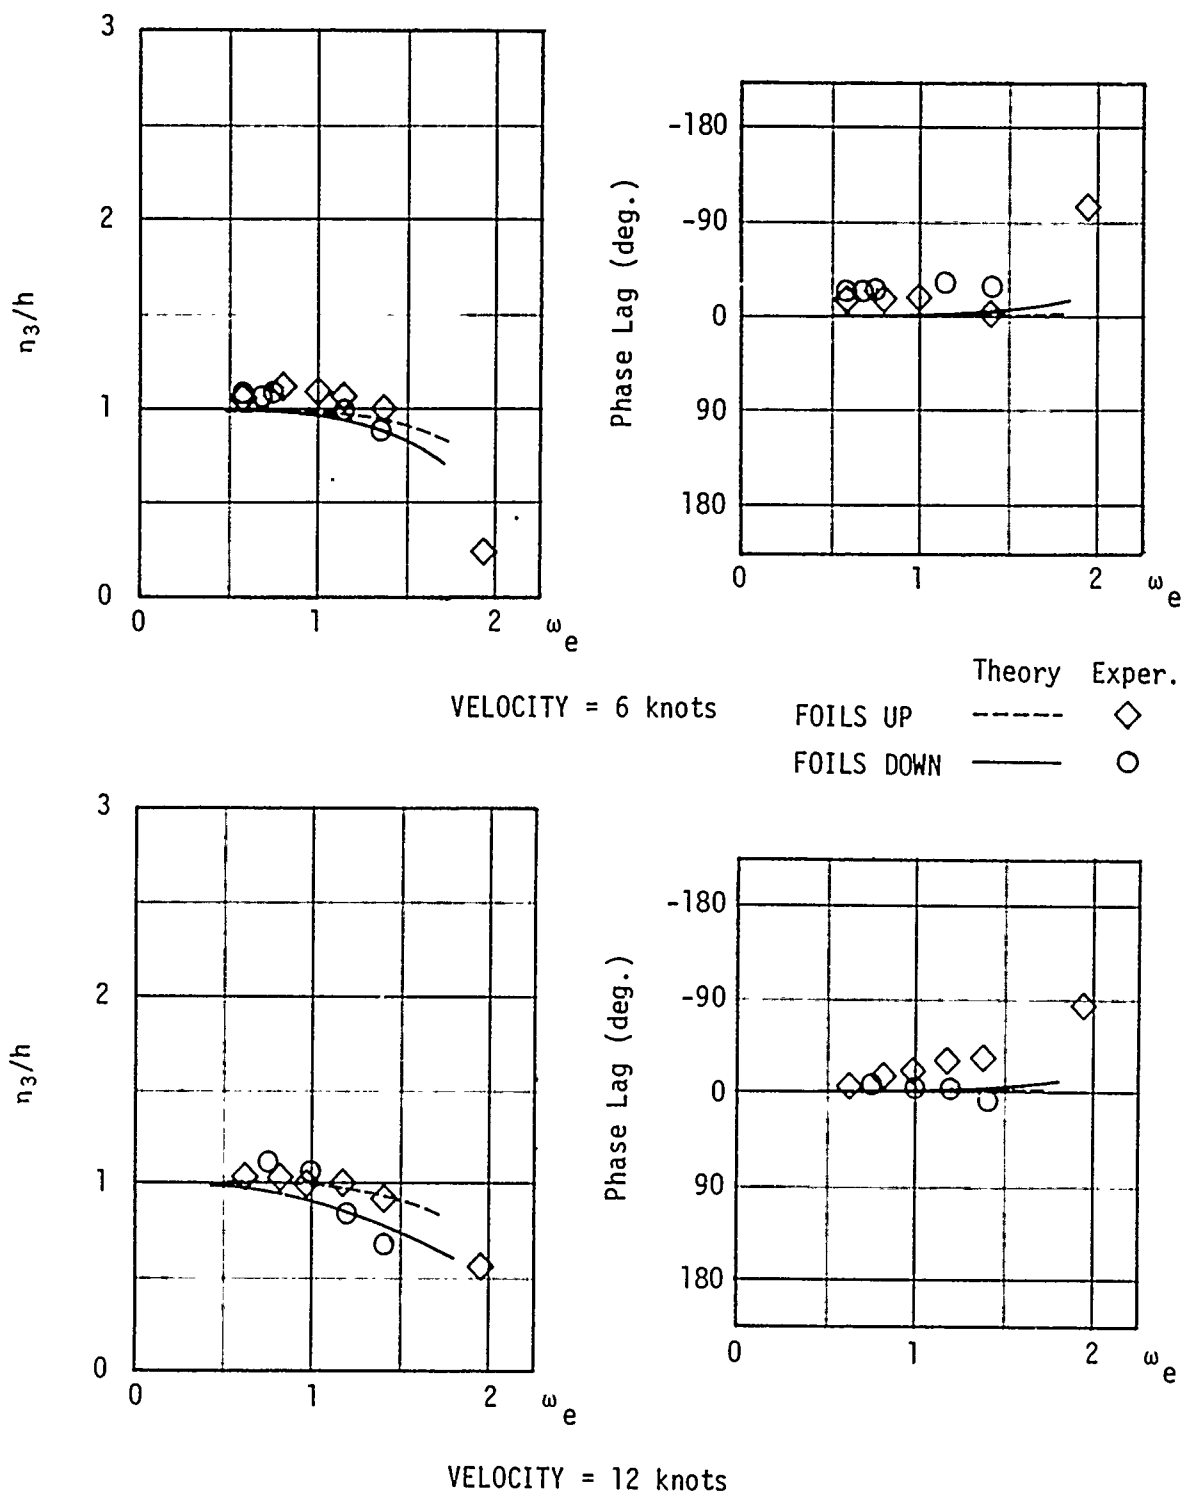 3
2
1
0
η3/h
0 1 2 ωe
-180
-90
0
90
180
Phase Lag (deg.)
0 1 2 ωe
VELOCITY = 6 knots
Theory Exper.
FOILS UP
FOILS DOWN
3
2
1
0
η3/h
0 1 2 ωe
-180
-90
0
90
180
Phase Lag (deg.)
0 1 2 ωe
VELOCITY = 12 knots